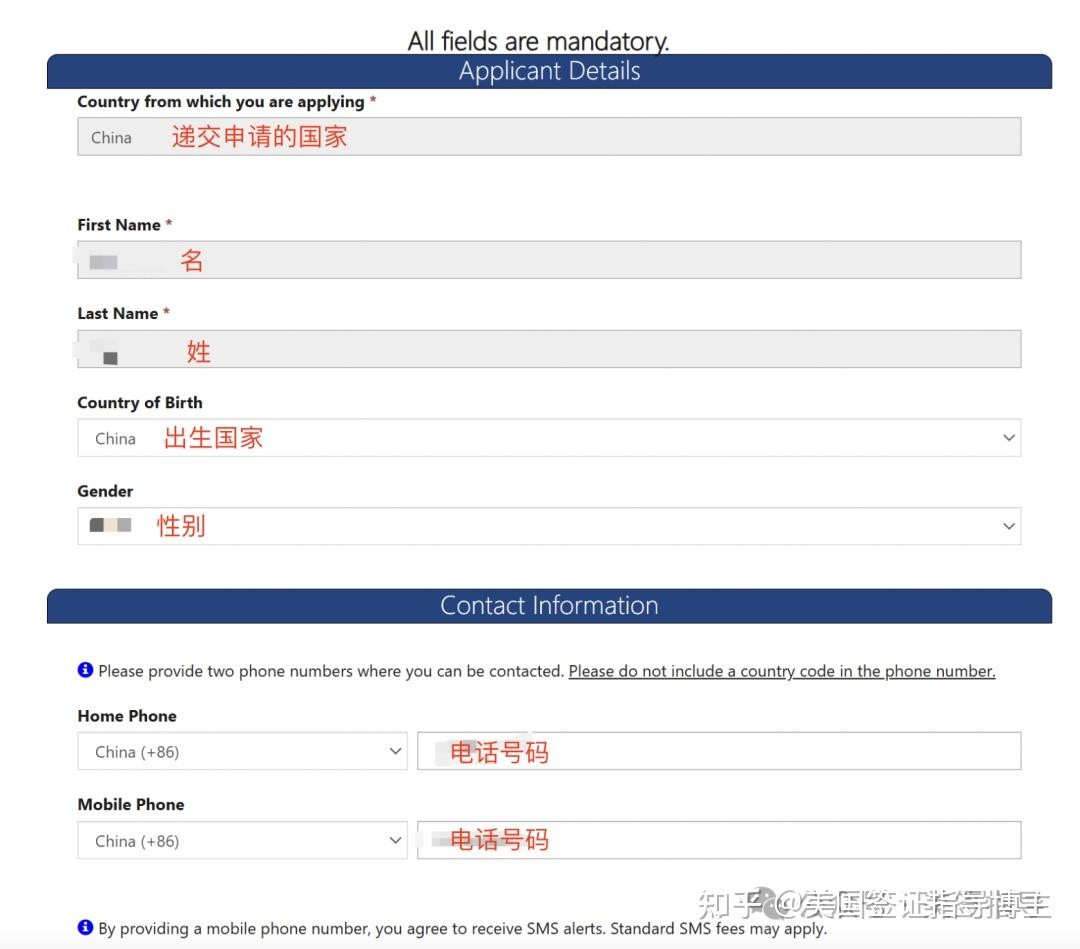 All fields are mandatory.
Applicant Details
Country from which you are applying *
China 递交申请的国家
First Name *
名
Last Name *
姓
Country of Birth
China 出生国家
Gender
性别
Contact Information
Please provide two phone numbers where you can be contacted. Please do not include a country code in the phone number.
Home Phone
China (+86) 电话号码
Mobile Phone
China (+86) 电话号码
知乎 @美国签证指导博主
By providing a mobile phone number, you agree to receive SMS alerts. Standard SMS fees may apply.